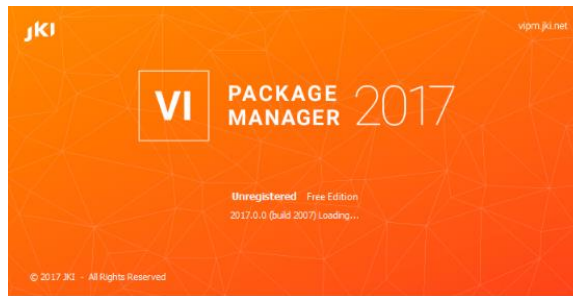 JKI
vipm.jki.net
VI
PACKAGE
MANAGER
2017
Unregistered Free Edition
2017.0.0 (build 2007) Loading...
© 2017 JKI - All Rights Reserved